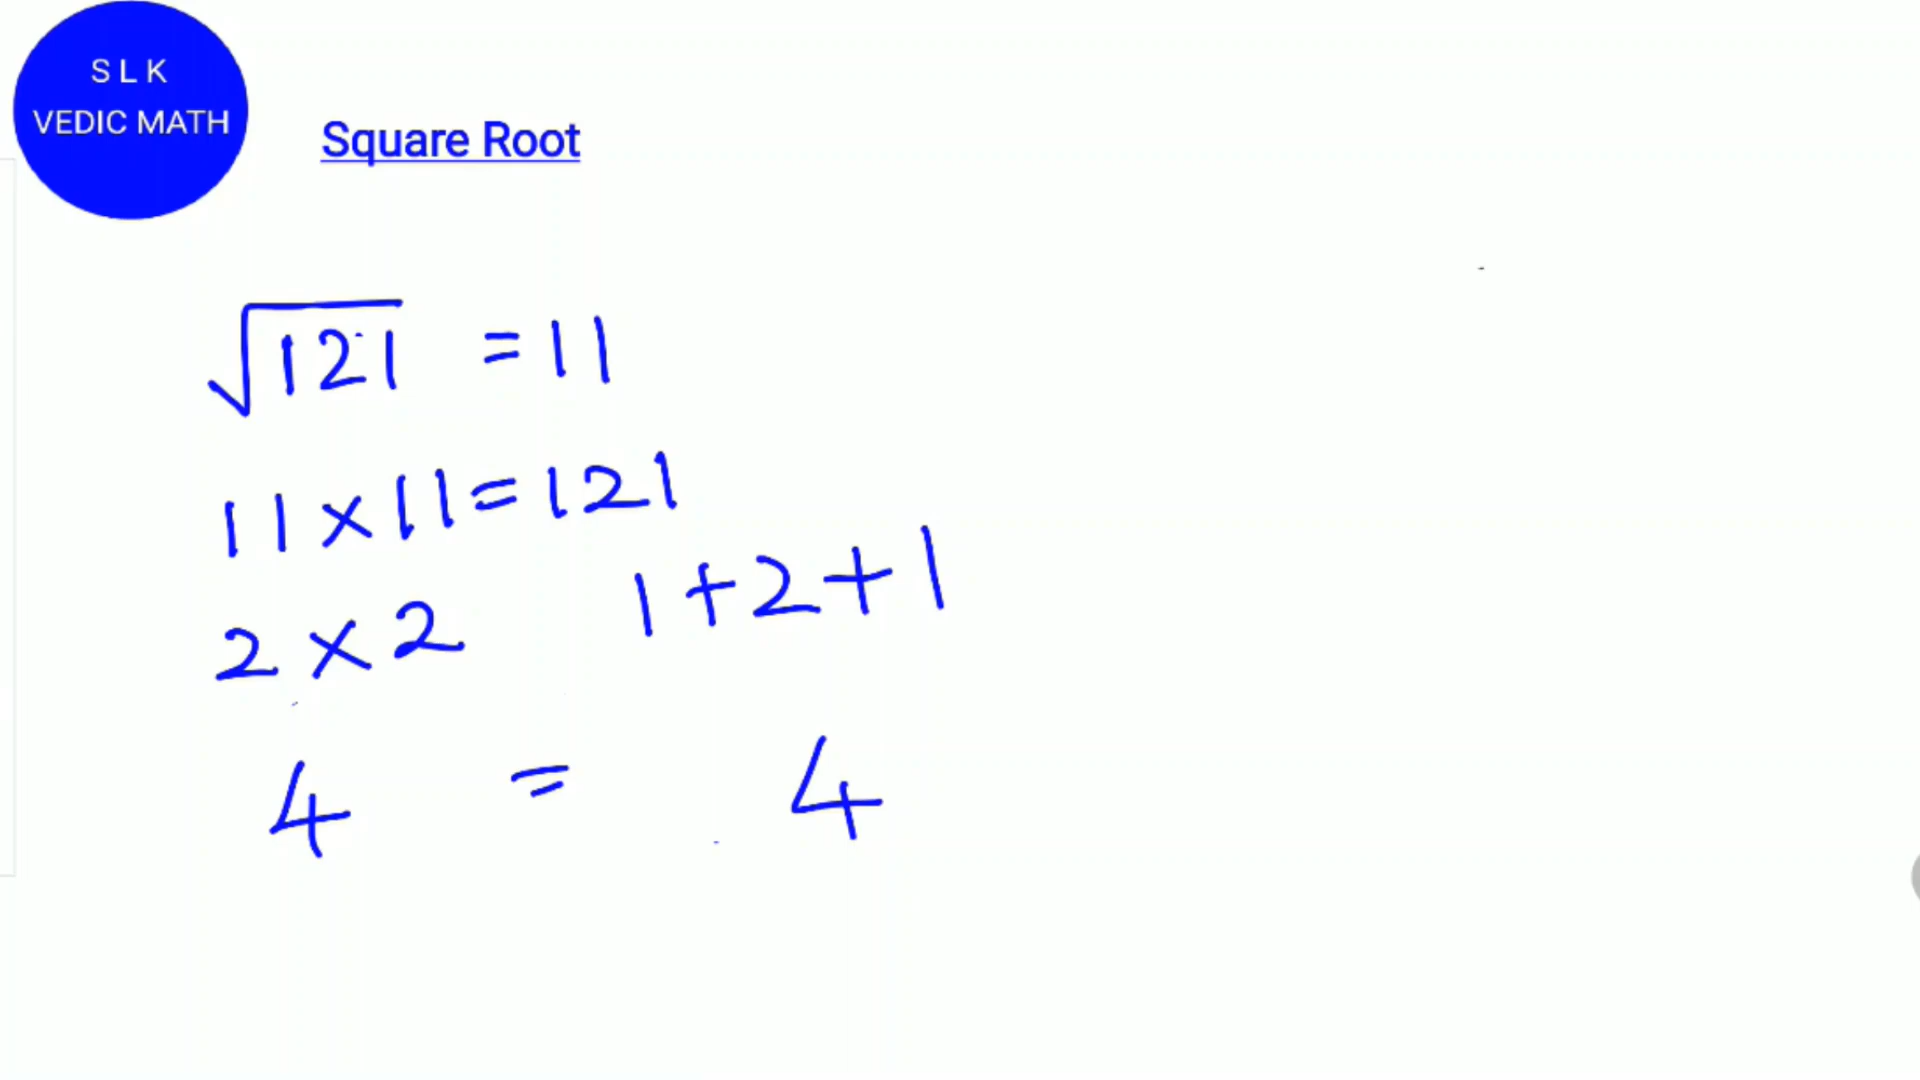 S L K
VEDIC MATH
Square Root
√121 = 11
11 × 11 = 121
2 × 2 1 + 2 + 1
4 = 4